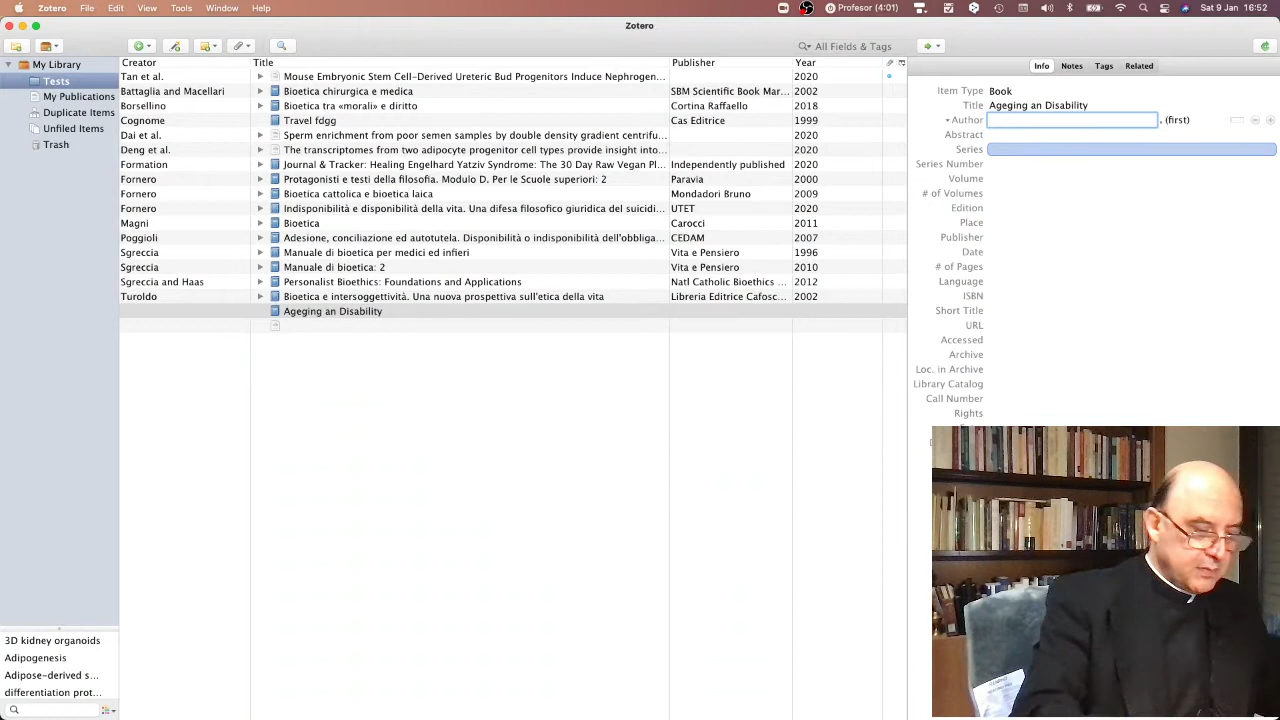 Zotero File Edit View Tools Window Help Profesor (4:01) Sat 9 Jan 16:52
Zotero
All Fields & Tags
My Library
Tests
My Publications
Duplicate Items
Unfiled Items
Trash
3D kidney organoids
Adipogenesis
Adipose-derived s...
differentiation prot...
Creator Title Publisher Year
Tan et al. Mouse Embryonic Stem Cell-Derived Ureteric Bud Progenitors Induce Nephrogen... 2020
Battaglia and Macellari Bioetica chirurgica e medica SBM Scientific Book Mar... 2002
Borsellino Bioetica tra «morali» e diritto Cortina Raffaello 2018
Cognome Travel fdgg Cas Editrice 1999
Dai et al. Sperm enrichment from poor semen samples by double density gradient centrifu... 2020
Deng et al. The transcriptomes from two adipocyte progenitor cell types provide insight into... 2020
Formation Journal & Tracker: Healing Engelhard Yatziv Syndrome: The 30 Day Raw Vegan Pl... Independently published 2020
Fornero Protagonisti e testi della filosofia. Modulo D. Per le Scuole superiori: 2 Paravia 2000
Fornero Bioetica cattolica e bioetica laica Mondadori Bruno 2009
Fornero Indisponibilità e disponibilità della vita. Una difesa filosofico giuridica del suicidi... UTET 2020
Magni Bioetica Carocci 2011
Poggioli Adesione, conciliazione ed autotutela. Disponibilità o indisponibilità dell'obbliga... CEDAM 2007
Sgreccia Manuale di bioetica per medici ed infieri Vita e Pensiero 1996
Sgreccia Manuale di bioetica: 2 Vita e Pensiero 2010
Sgreccia and Haas Personalist Bioethics: Foundations and Applications Natl Catholic Bioethics ... 2012
Turoldo Bioetica e intersoggettività. Una nuova prospettiva sull'etica della vita Libreria Editrice Cafosc... 2002
Ageging an Disability
Info Notes Tags Related
Item Type Book
Title Ageging an Disability
Author , (first)
Abstract
Series
Series Number
Volume
# of Volumes
Edition
Place
Publisher
Date
# of Pages
Language
ISBN
Short Title
URL
Accessed
Archive
Loc. in Archive
Library Catalog
Call Number
Rights